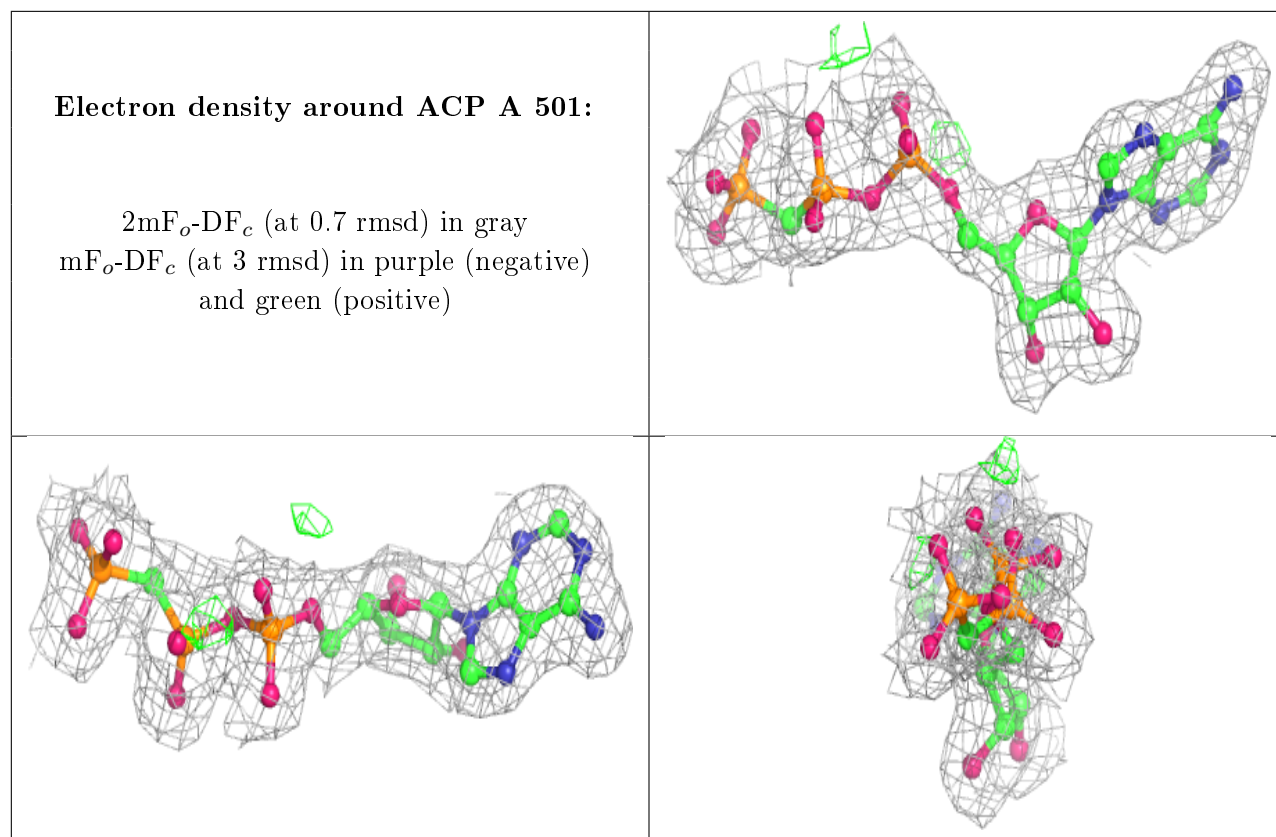 Electron density around ACP A 501:
2mFₒ-DF𝒸 (at 0.7 rmsd) in gray
mFₒ-DF𝒸 (at 3 rmsd) in purple (negative)
and green (positive)